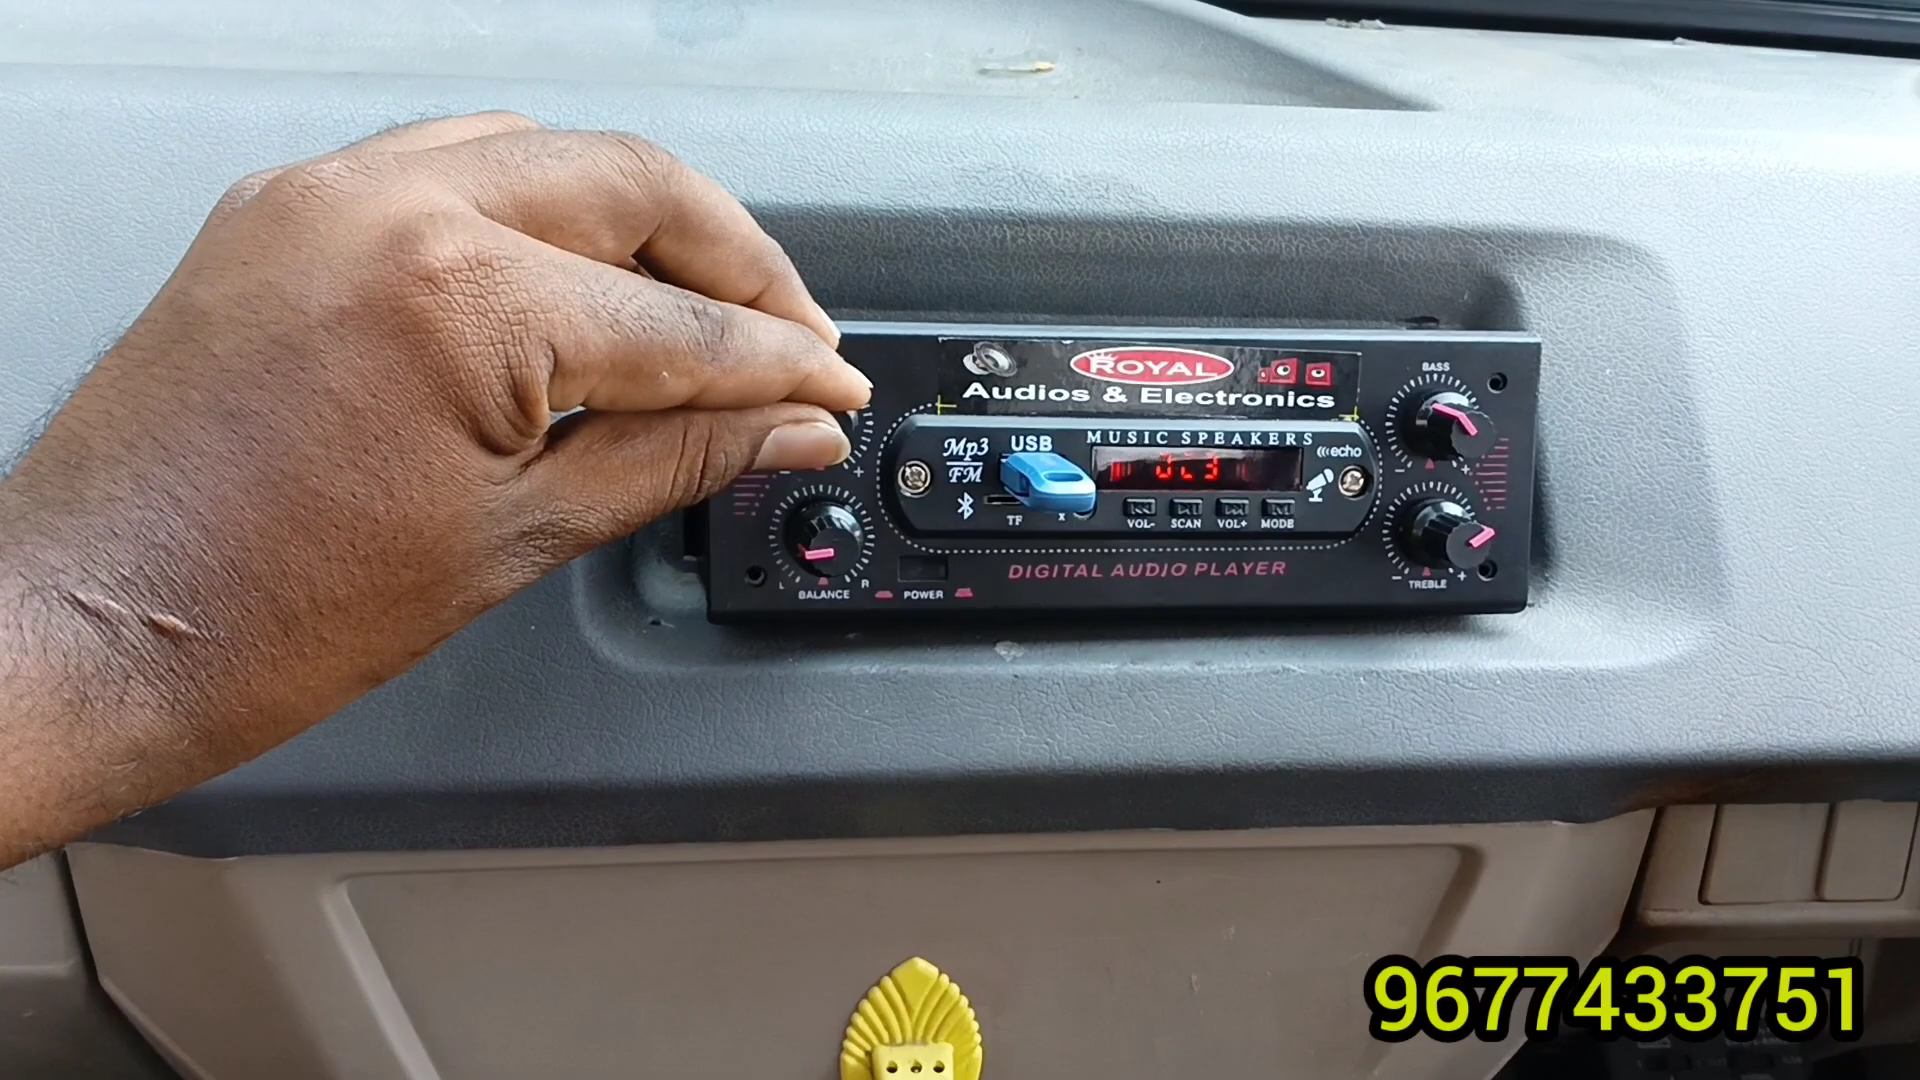 ROYAL
Audios & Electronics
BASS
- +
+
Mp3
FM
USB
MUSIC SPEAKERS
echo
TF
x
VOL- SCAN VOL+ MODE
L R
BALANCE
POWER
DIGITAL AUDIO PLAYER
- +
TREBLE
9677433751